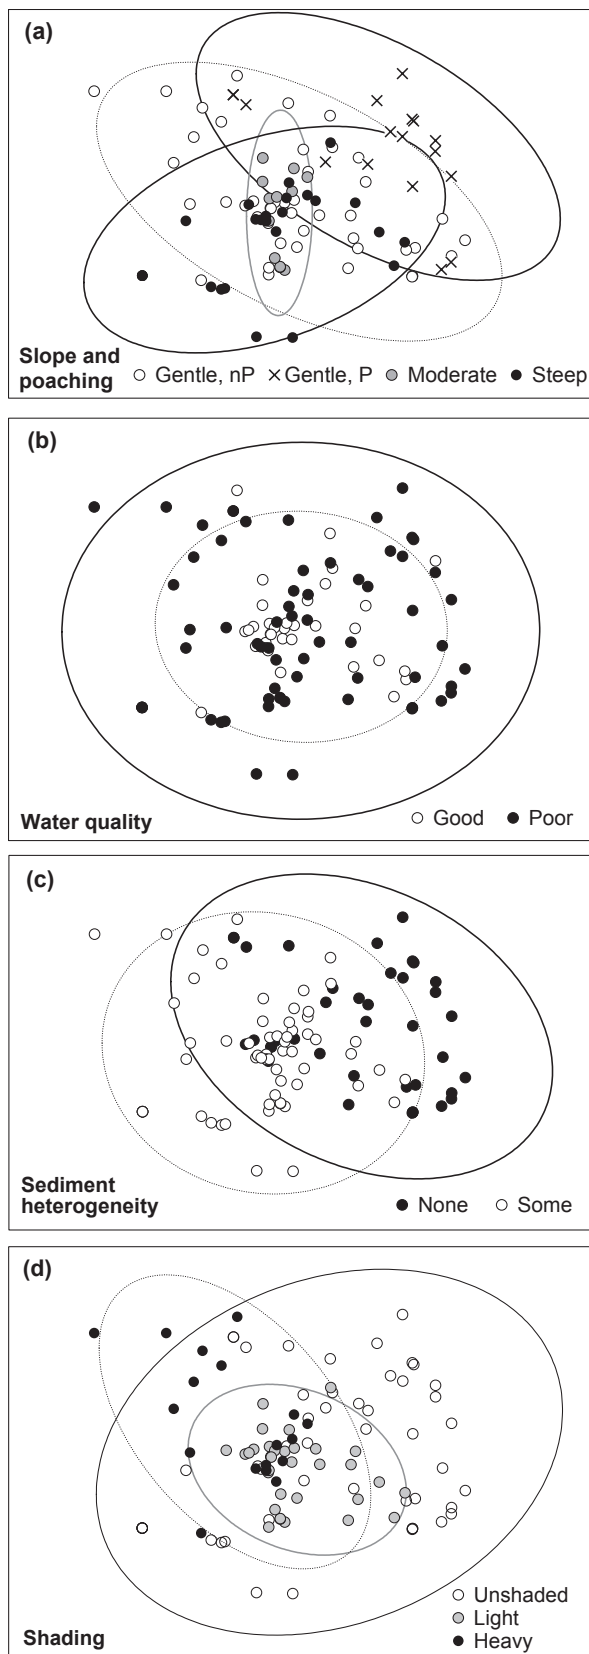 (a)
Slope and
poaching
Gentle, nP Gentle, P Moderate Steep
(b)
Water quality
Good Poor
(c)
Sediment
heterogeneity
None Some
(d)
Unshaded
Light
Shading
Heavy